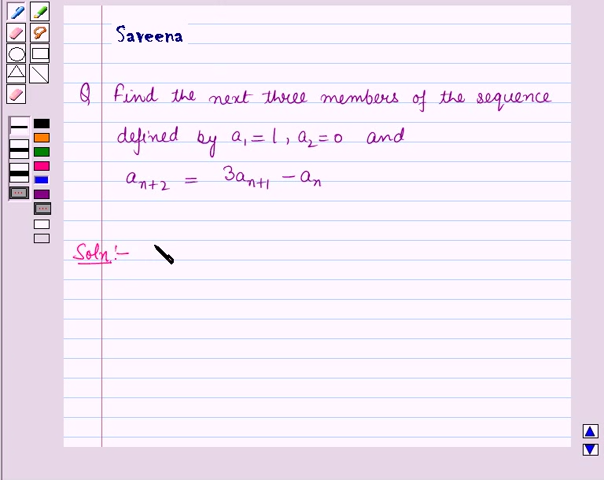 Saveena
Q Find the next three members of the sequence
defined by a₁ = 1, a₂ = 0 and
aₙ₊₂ = 3aₙ₊₁ - aₙ
Soln:-